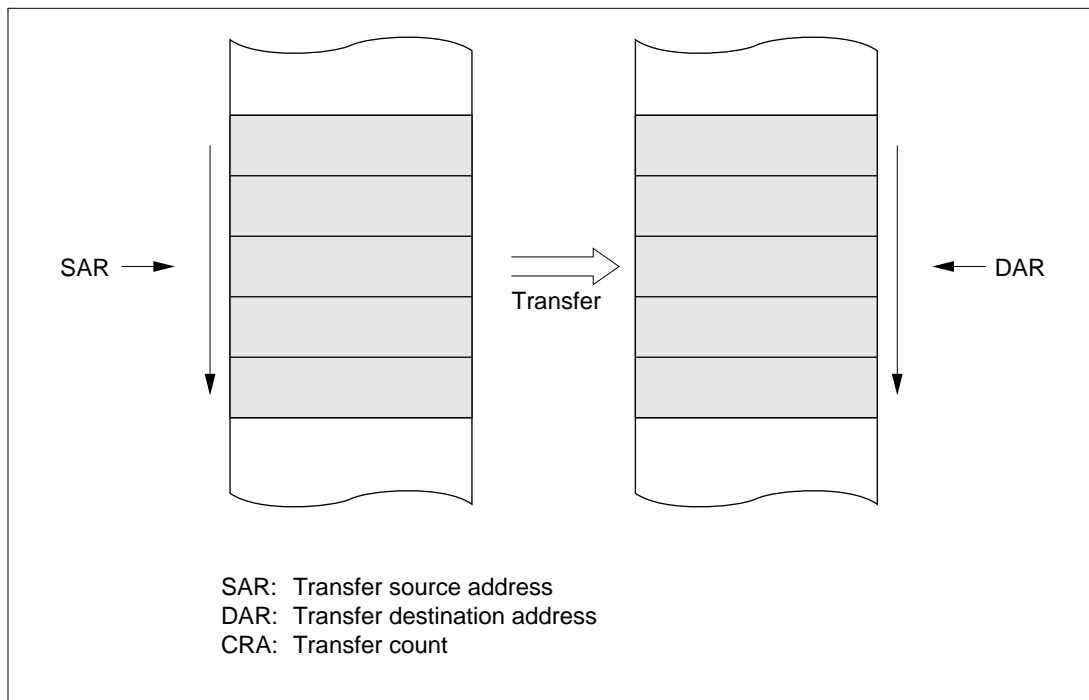 SAR
Transfer
DAR
SAR: Transfer source address
DAR: Transfer destination address
CRA: Transfer count